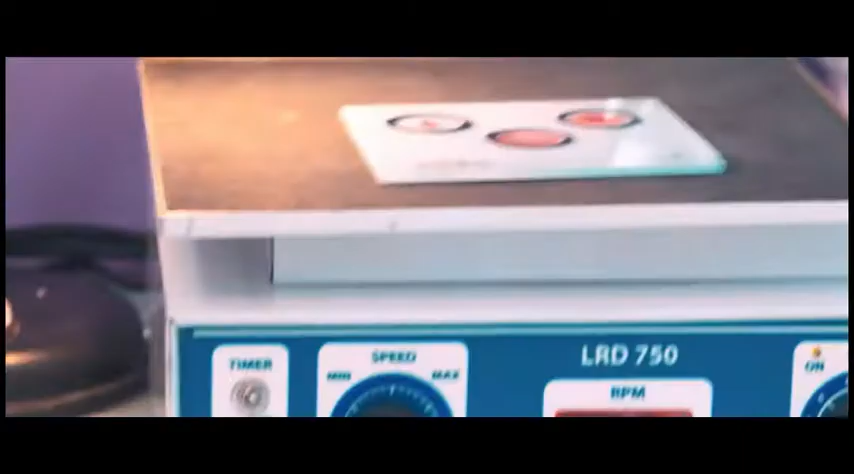 TIMER
SPEED
MIN MAX
LRD 750
RPM
ON